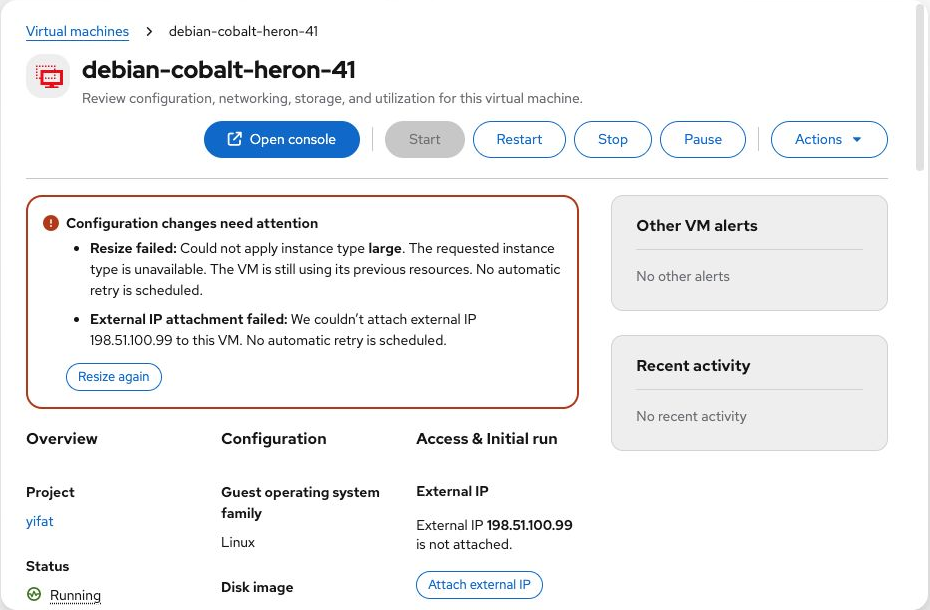 Virtual machines > debian-cobalt-heron-41
debian-cobalt-heron-41
Review configuration, networking, storage, and utilization for this virtual machine.
Open console
Start
Restart
Stop
Pause
Actions
Configuration changes need attention
• Resize failed: Could not apply instance type large. The requested instance
type is unavailable. The VM is still using its previous resources. No automatic
retry is scheduled.
• External IP attachment failed: We couldn’t attach external IP
198.51.100.99 to this VM. No automatic retry is scheduled.
Resize again
Other VM alerts
No other alerts
Recent activity
No recent activity
Overview
Project
yifat
Status
Running
Configuration
Guest operating system
family
Linux
Disk image
Access & Initial run
External IP
External IP 198.51.100.99
is not attached.
Attach external IP